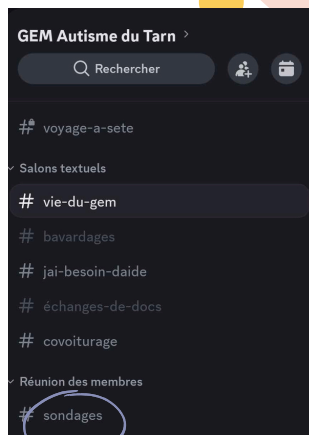 GEM Autisme du Tarn
Rechercher
# voyage-a-sete
Salons textuels
# vie-du-gem
# bavardages
# jai-besoin-daide
# échanges-de-docs
# covoiturage
Réunion des membres
# sondages